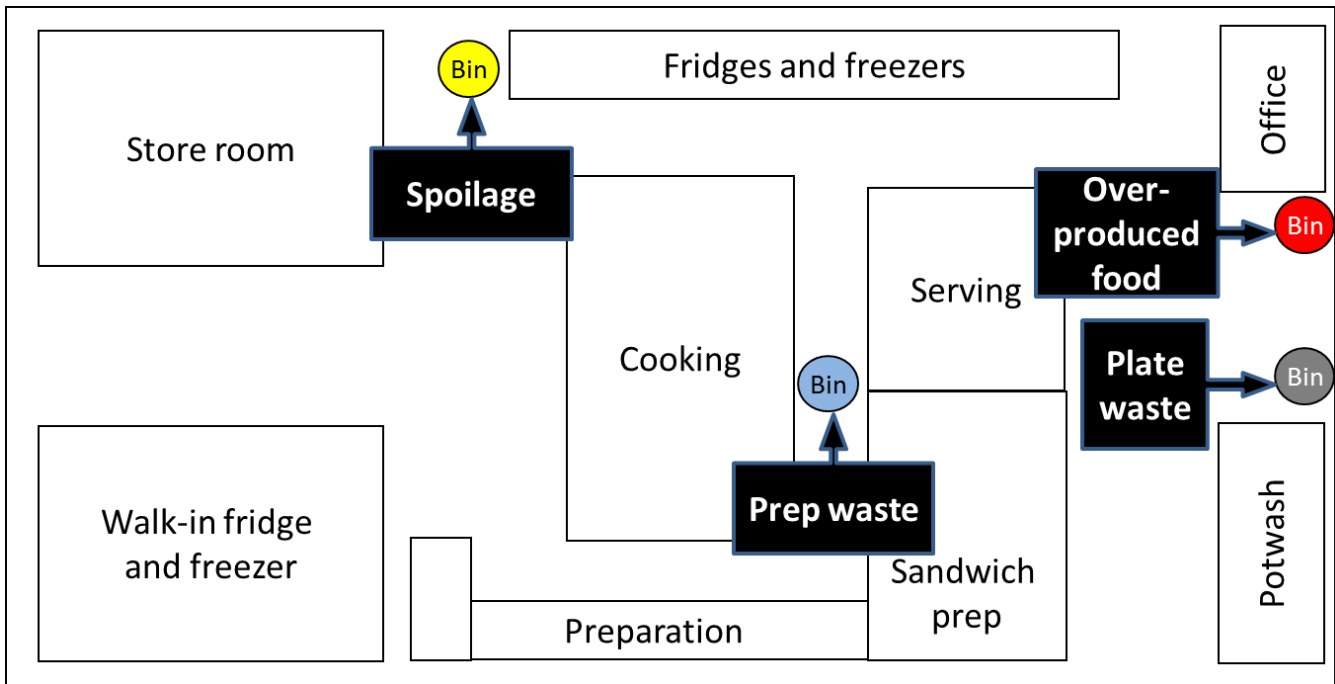 Store room
Bin
Fridges and freezers
Office
Spoilage
Over-
produced
food
Bin
Serving
Cooking
Bin
Plate
waste
Bin
Prep waste
Walk-in fridge
and freezer
Sandwich
prep
Preparation
Potwash